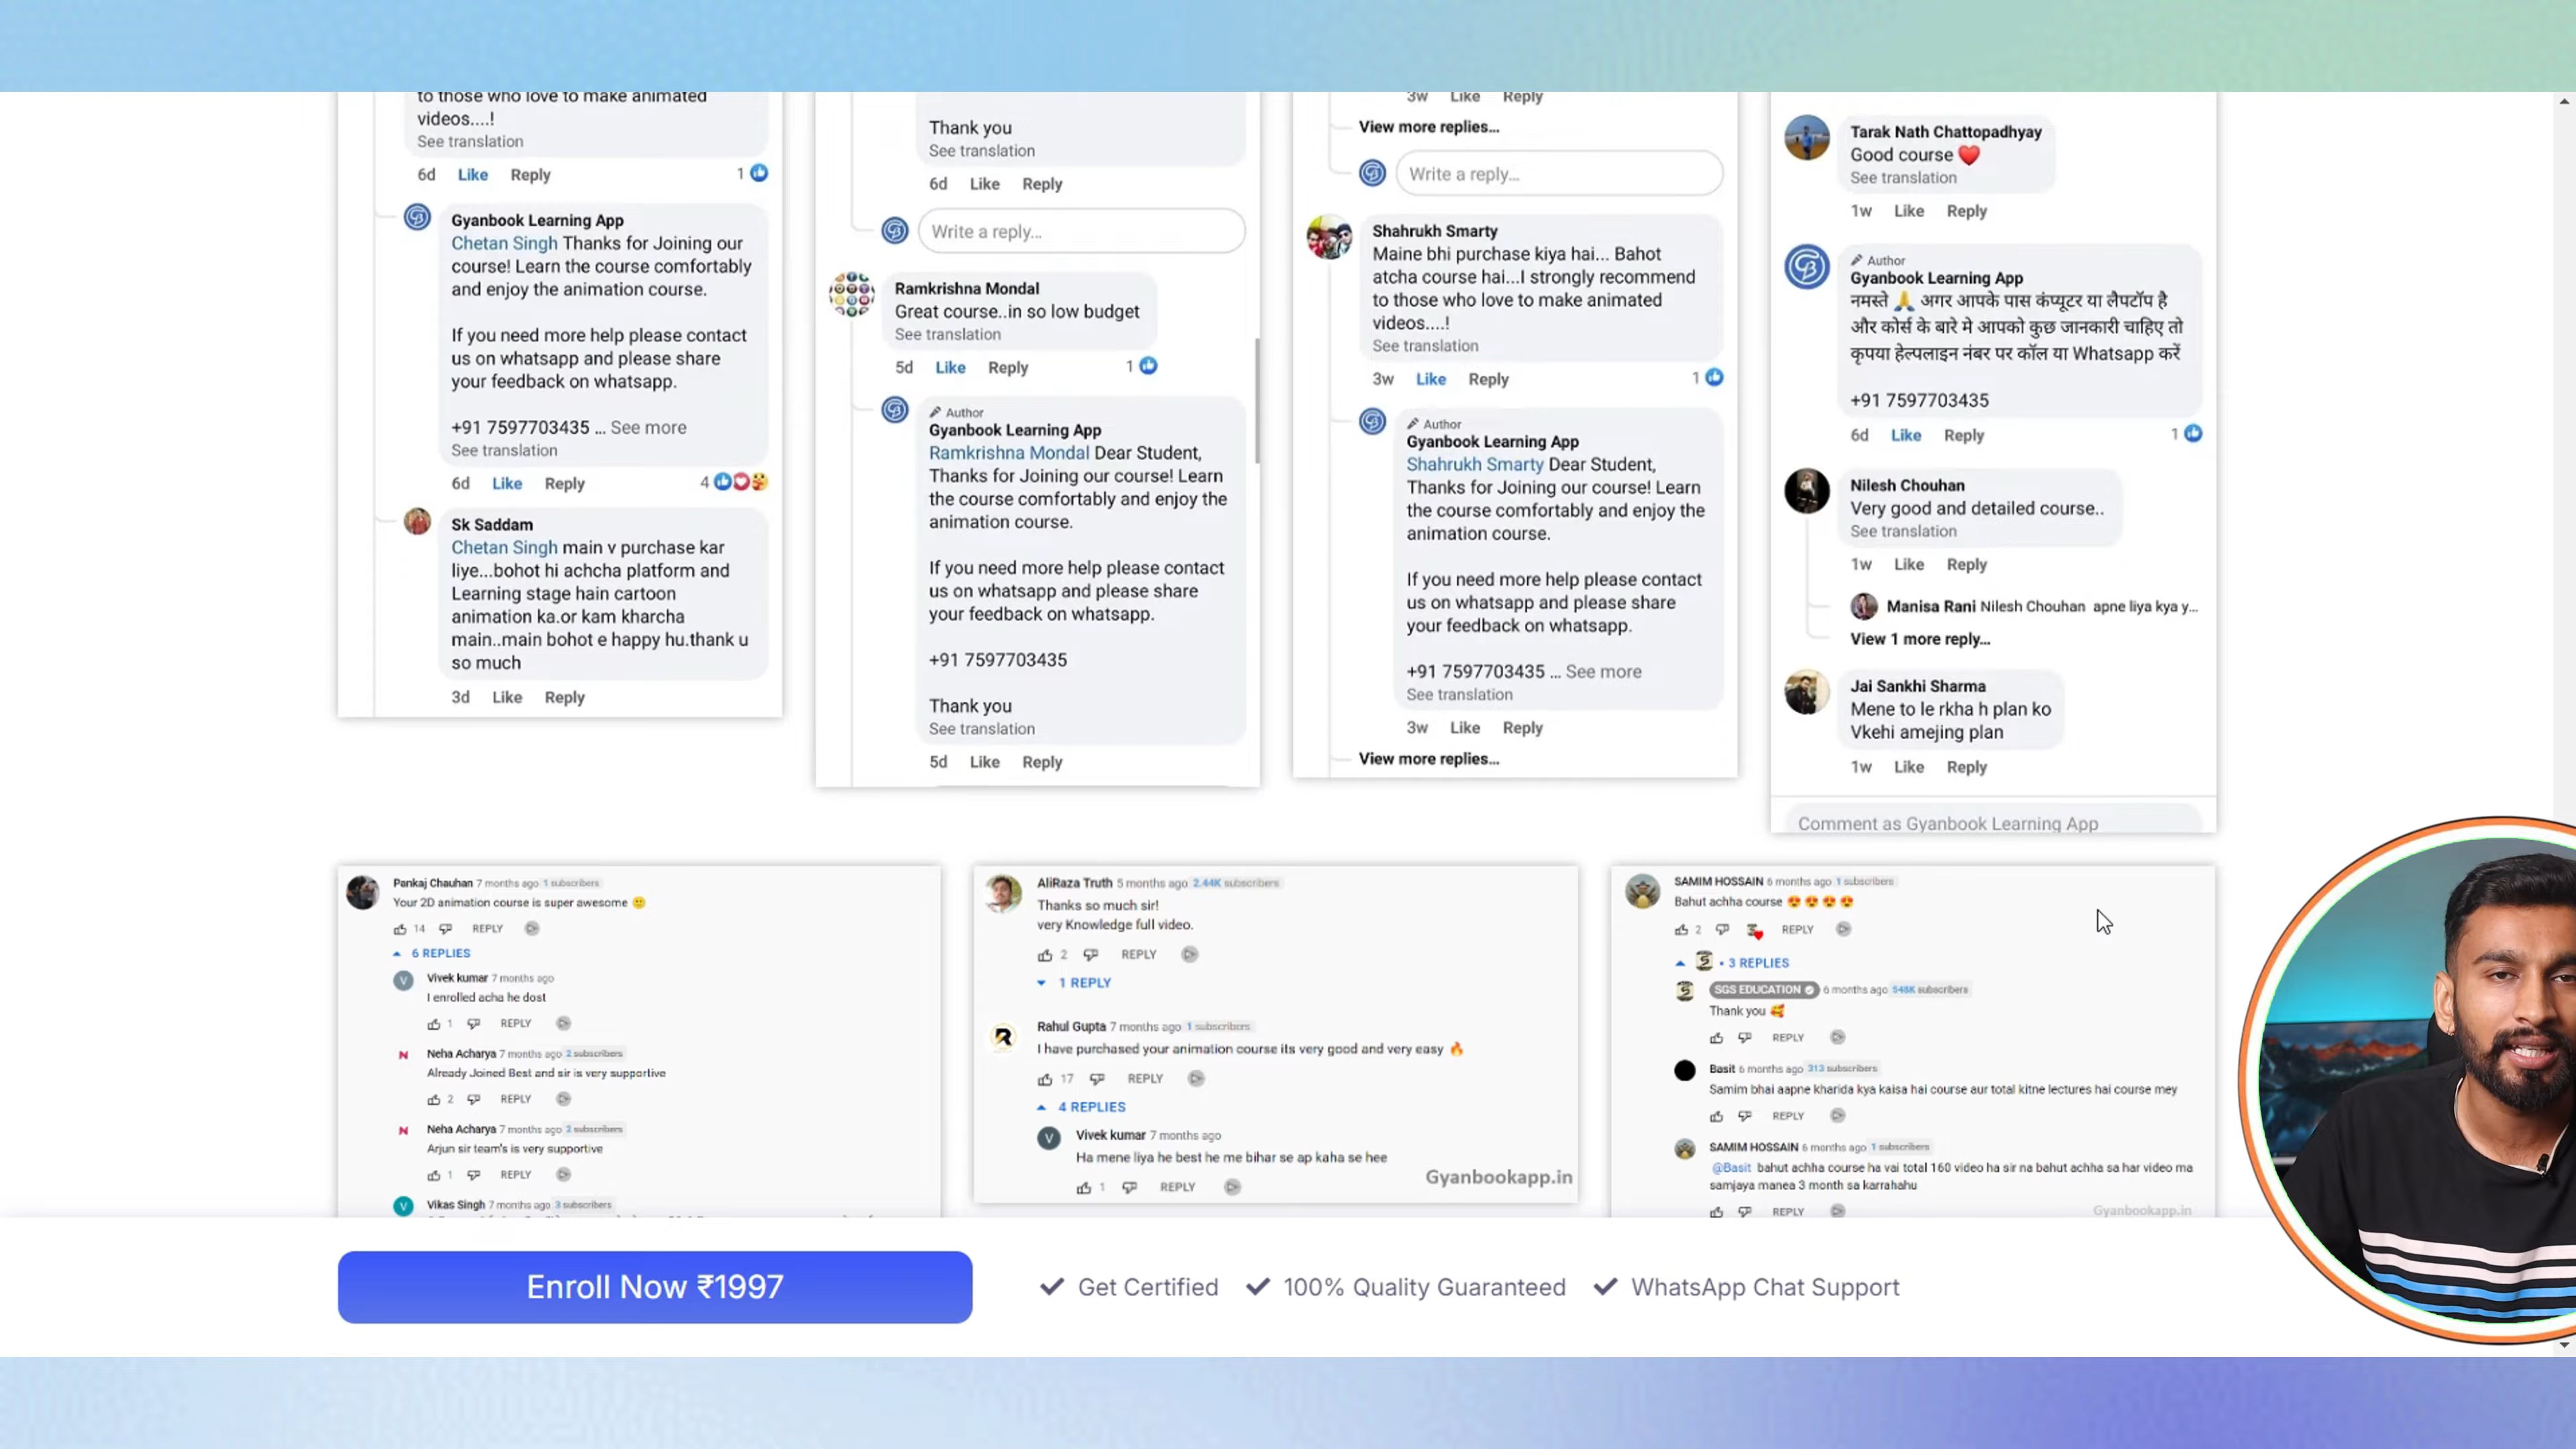 to those who love to make animated
videos....!
See translation
6d Like Reply 1
Gyanbook Learning App
Chetan Singh Thanks for Joining our
course! Learn the course comfortably
and enjoy the animation course.
If you need more help please contact
us on whatsapp and please share
your feedback on whatsapp.
+91 7597703435 ... See more
See translation
6d Like Reply 4
Sk Saddam
Chetan Singh main v purchase kar
liye...bohot hi achcha platform and
Learning stage hain cartoon
animation ka.or kam kharcha
main..main bohot e happy hu.thank u
so much
3d Like Reply
Thank you
See translation
6d Like Reply
Write a reply...
Ramkrishna Mondal
Great course..in so low budget
See translation
5d Like Reply 1
Author
Gyanbook Learning App
Ramkrishna Mondal Dear Student,
Thanks for Joining our course! Learn
the course comfortably and enjoy the
animation course.
If you need more help please contact
us on whatsapp and please share
your feedback on whatsapp.
+91 7597703435
Thank you
See translation
5d Like Reply
3w Like Reply
View more replies...
Write a reply...
Shahrukh Smarty
Maine bhi purchase kiya hai... Bahot
atcha course hai...I strongly recommend
to those who love to make animated
videos....!
See translation
3w Like Reply 1
Author
Gyanbook Learning App
Shahrukh Smarty Dear Student,
Thanks for Joining our course! Learn
the course comfortably and enjoy the
animation course.
If you need more help please contact
us on whatsapp and please share
your feedback on whatsapp.
+91 7597703435 ... See more
See translation
3w Like Reply
View more replies...
Tarak Nath Chattopadhyay
Good course ❤️
See translation
1w Like Reply
Author
Gyanbook Learning App
नमस्ते 🙏 अगर आपके पास कंप्यूटर या लैपटॉप है
और कोर्स के बारे मे आपको कुछ जानकारी चाहिए तो
कृपया हेल्पलाइन नंबर पर कॉल या Whatsapp करें
+91 7597703435
6d Like Reply 1
Nilesh Chouhan
Very good and detailed course..
See translation
1w Like Reply
Manisa Rani Nilesh Chouhan apne liya kya y...
View 1 more reply...
Jai Sankhi Sharma
Mene to le rkha h plan ko
Vkehi amejing plan
1w Like Reply
Comment as Gyanbook Learning App
Pankaj Chauhan 7 months ago 1 subscribers
Your 2D animation course is super awesome 🙂
14 REPLY
6 REPLIES
V Vivek kumar 7 months ago
I enrolled acha he dost
1 REPLY
N Neha Acharya 7 months ago 2 subscribers
Already Joined Best and sir is very supportive
2 REPLY
N Neha Acharya 7 months ago 2 subscribers
Arjun sir team's is very supportive
1 REPLY
V Vikas Singh 7 months ago 3 subscribers
AliRaza Truth 5 months ago 2.44K subscribers
Thanks so much sir!
very Knowledge full video.
2 REPLY
1 REPLY
Rahul Gupta 7 months ago 1 subscribers
I have purchased your animation course its very good and very easy 🔥
17 REPLY
4 REPLIES
V Vivek kumar 7 months ago
Ha mene liya he best he me bihar se ap kaha se hee
1 REPLY
Gyanbookapp.in
SAMIM HOSSAIN 6 months ago 1 subscribers
Bahut achha course 😍 😍 😍 😍
2 REPLY
• 3 REPLIES
SGS EDUCATION 6 months ago 548K subscribers
Thank you 🥰
REPLY
Basit 6 months ago 313 subscribers
Samim bhai aapne kharida kya kaisa hai course aur total kitne lectures hai course mey
REPLY
SAMIM HOSSAIN 6 months ago 1 subscribers
@Basit bahut achha course ha vai total 160 video ha sir na bahut achha sa har video ma
samjaya manea 3 month sa karrahahu
REPLY
Gyanbookapp.in
Enroll Now ₹1997
Get Certified
100% Quality Guaranteed
WhatsApp Chat Support